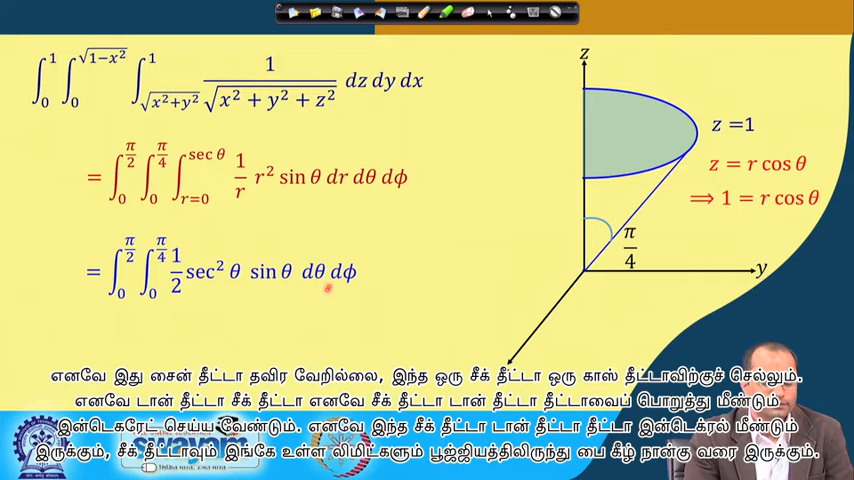 ∫₀¹ ∫₀^√(1−x²) ∫_√(x²+y²)^1 1/√(x² + y² + z²) dz dy dx
= ∫₀^(π/2) ∫₀^(π/4) ∫_(r=0)^(sec θ) 1/r r² sin θ dr dθ dϕ
= ∫₀^(π/2) ∫₀^(π/4) 1/2 sec² θ sin θ dθ dϕ
z
z =1
z = r cos θ
⟹ 1 = r cos θ
π/4
y
எனவே இது சைன் தீட்டா தவிர வேறில்லை, இந்த ஒரு சீக் தீட்டா ஒரு காஸ் தீட்டாவிற்குச் செல்லும்.
எனவே டான் தீட்டா சீக் தீட்டா எனவே சீக் தீட்டா டான் தீட்டா தீட்டாவைப் பொறுத்து மீண்டும்
இன்டெகரேட் செய்ய வேண்டும். எனவே இந்த சீக் தீட்டா டான் தீட்டா தீட்டா இன்டெக்ரல் மீண்டும்
இருக்கும், சீக் தீட்டாவும் இங்கே உள்ள லிமிட்களும் பூஜ்ஜியத்திலிருந்து பை கீழ் நான்கு வரை இருக்கும்.
swayam